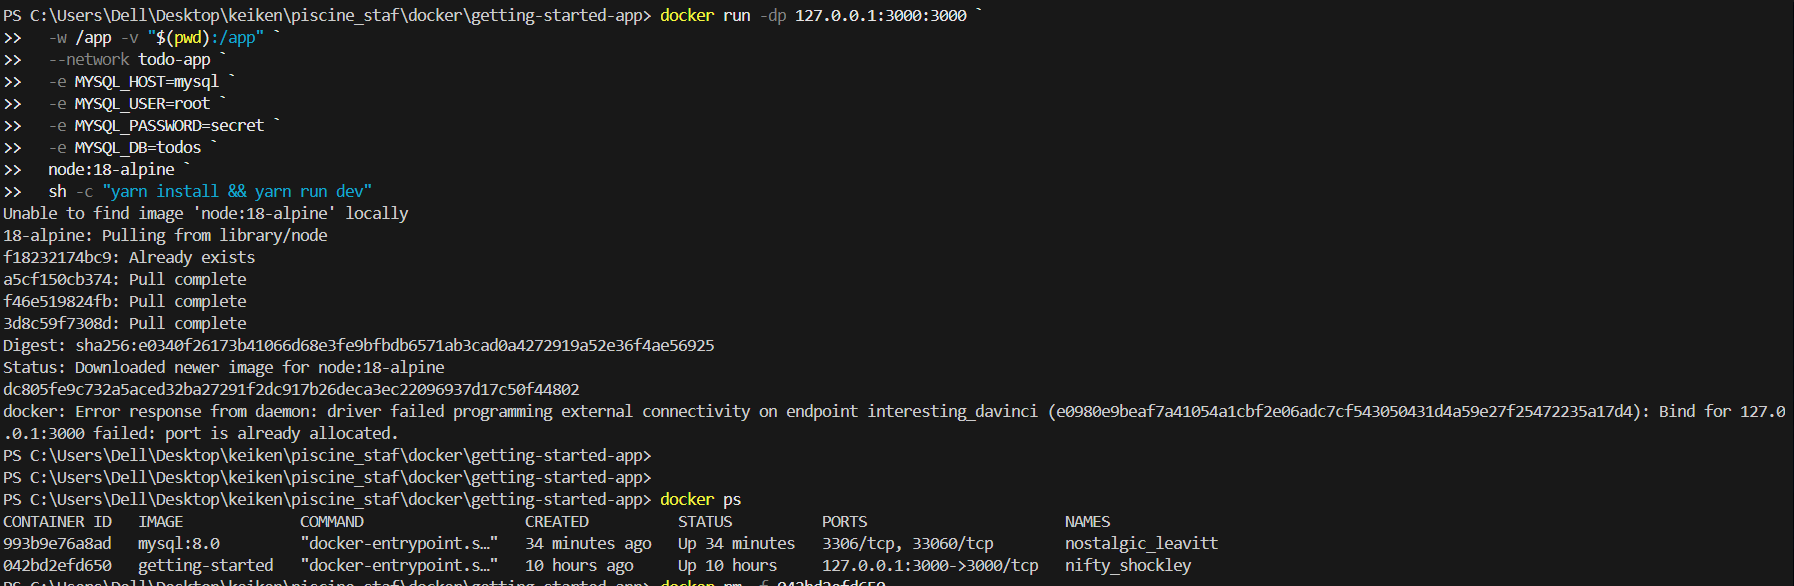 PS C:\Users\Dell\Desktop\keiken\piscine_staf\docker\getting-started-app> docker run -dp 127.0.0.1:3000:3000 `
>>   -w /app -v "$(pwd):/app" `
>>   --network todo-app `
>>   -e MYSQL_HOST=mysql `
>>   -e MYSQL_USER=root `
>>   -e MYSQL_PASSWORD=secret `
>>   -e MYSQL_DB=todos `
>>   node:18-alpine `
>>   sh -c "yarn install && yarn run dev"
Unable to find image 'node:18-alpine' locally
18-alpine: Pulling from library/node
f18232174bc9: Already exists
a5cf150cb374: Pull complete
f46e519824fb: Pull complete
3d8c59f7308d: Pull complete
Digest: sha256:e0340f26173b41066d68e3fe9bfbdb6571ab3cad0a4272919a52e36f4ae56925
Status: Downloaded newer image for node:18-alpine
dc805fe9c732a5aced32ba27291f2dc917b26deca3ec22096937d17c50f44802
docker: Error response from daemon: driver failed programming external connectivity on endpoint interesting_davinci (e0980e9beaf7a41054a1cbf2e06adc7cf543050431d4a59e27f25472235a17d4): Bind for 127.0
.0.1:3000 failed: port is already allocated.
PS C:\Users\Dell\Desktop\keiken\piscine_staf\docker\getting-started-app>
PS C:\Users\Dell\Desktop\keiken\piscine_staf\docker\getting-started-app>
PS C:\Users\Dell\Desktop\keiken\piscine_staf\docker\getting-started-app> docker ps
CONTAINER ID   IMAGE             COMMAND                  CREATED          STATUS          PORTS                      NAMES
993b9e76a8ad   mysql:8.0         "docker-entrypoint.s…"   34 minutes ago   Up 34 minutes   3306/tcp, 33060/tcp        nostalgic_leavitt
042bd2efd650   getting-started   "docker-entrypoint.s…"   10 hours ago     Up 10 hours     127.0.0.1:3000->3000/tcp   nifty_shockley
PS C:\Users\Dell\Desktop\keiken\piscine_staf\docker\getting-started-app> docker rm -f 042bd2efd650